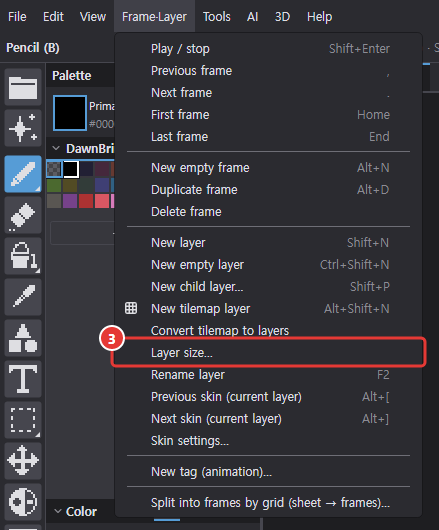 File Edit View Frame·Layer Tools AI 3D Help
Pencil (B)
Palette
Play / stop Shift+Enter
Previous frame ,
Prima
Next frame .
#000
First frame Home
Last frame End
DawnBri
New empty frame Alt+N
Duplicate frame Alt+D
Delete frame
New layer Shift+N
New empty layer Ctrl+Shift+N
New child layer... Shift+P
New tilemap layer Alt+Shift+N
Convert tilemap to layers
3
Layer size...
Rename layer F2
Previous skin (current layer) Alt+[
Next skin (current layer) Alt+]
Skin settings...
New tag (animation)...
Split into frames by grid (sheet → frames)...
Color